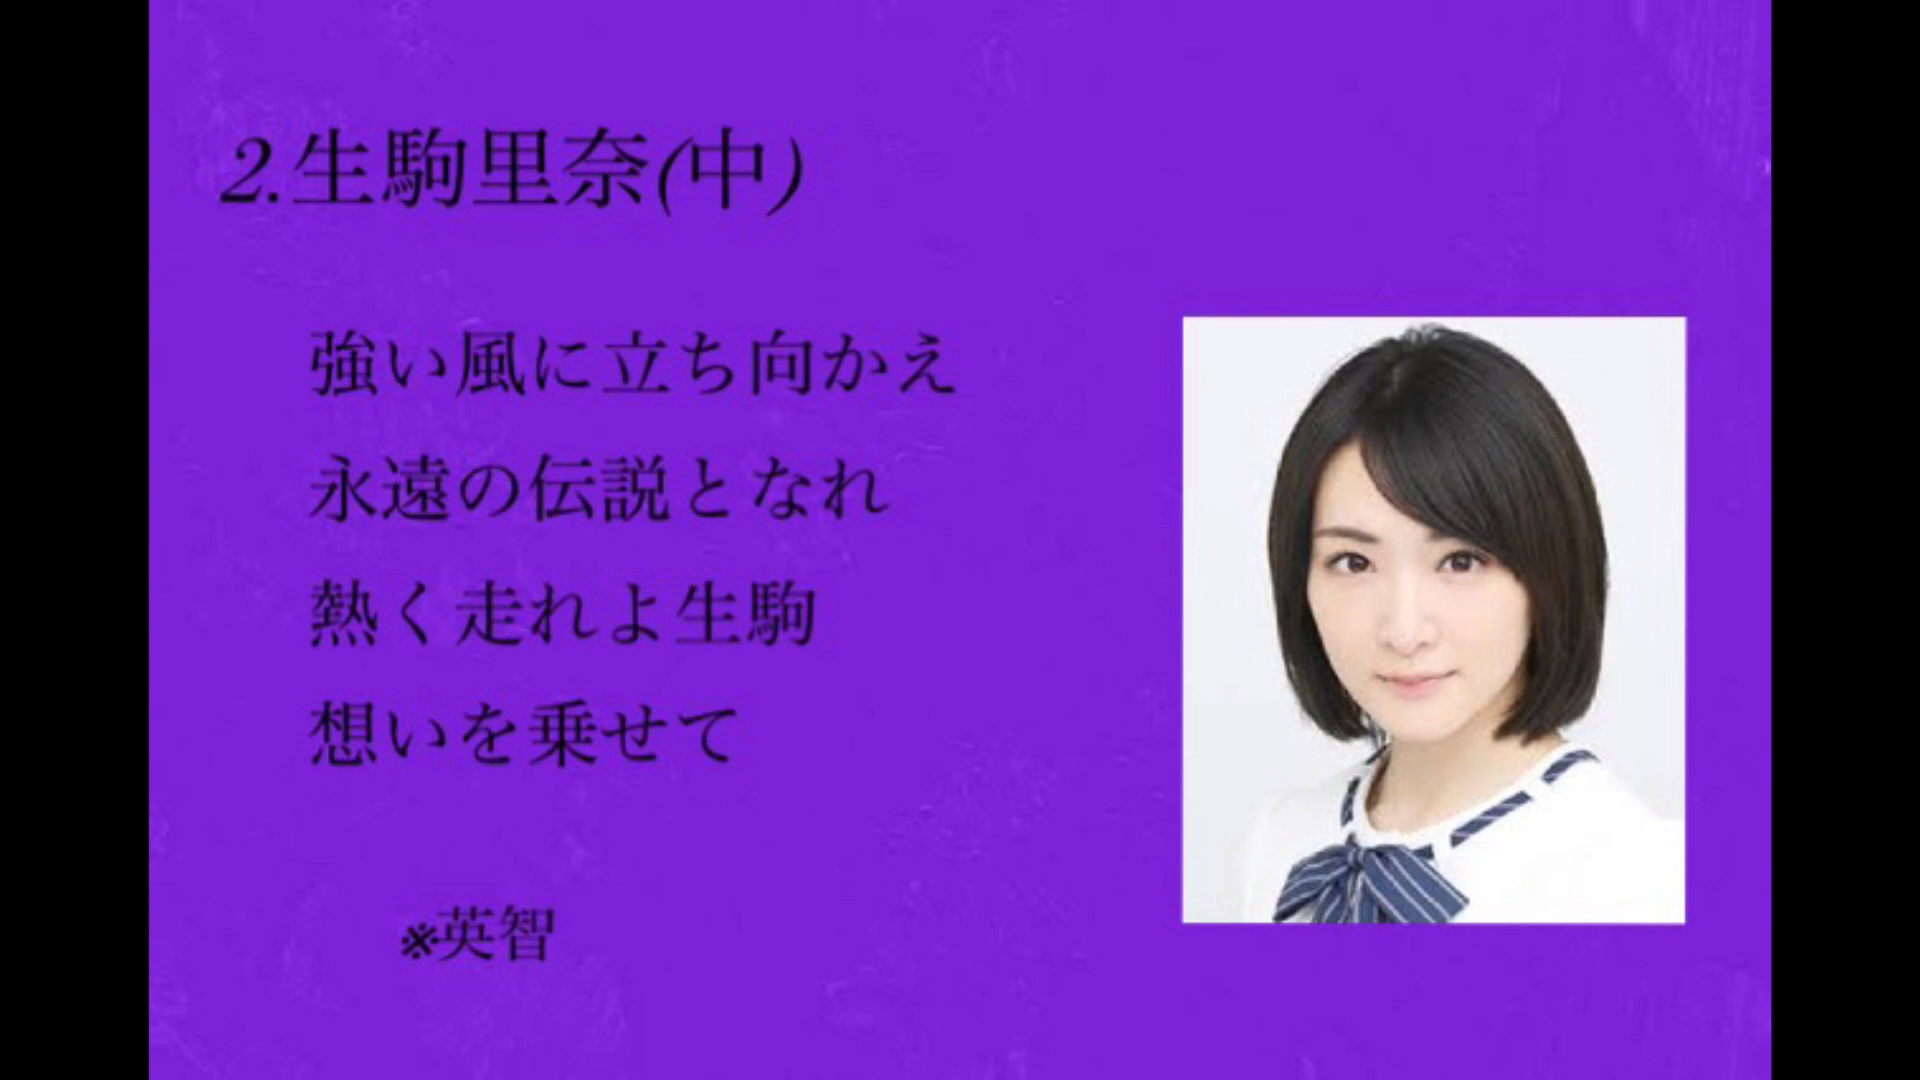 2.生駒里奈(中)
強い風に立ち向かえ
永遠の伝説となれ
熱く走れよ生駒
想いを乗せて
※英智